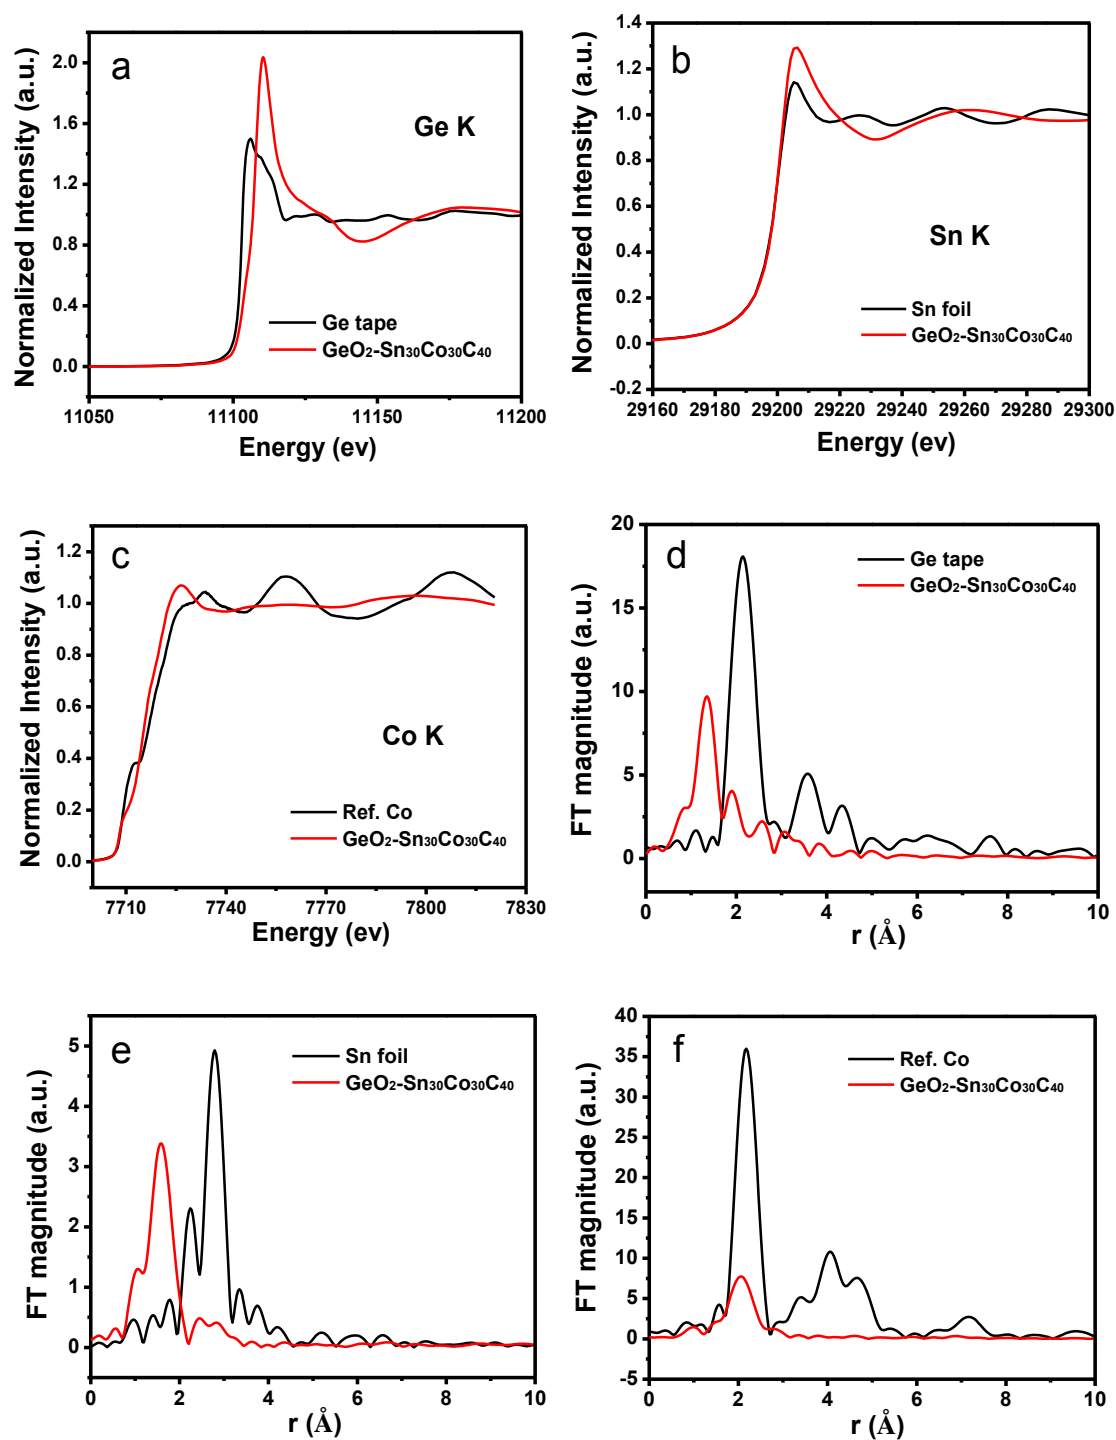 a
Ge K
Ge tape
GeO₂-Sn₃₀Co₃₀C₄₀
Normalized Intensity (a.u.)
2.0
1.6
1.2
0.8
0.4
0.0
11050 11100 11150 11200
Energy (ev)
b
Sn K
Sn foil
GeO₂-Sn₃₀Co₃₀C₄₀
Normalized Intensity (a.u.)
1.4
1.2
1.0
0.8
0.6
0.4
0.2
0.0
-0.2
29160 29180 29200 29220 29240 29260 29280 29300
Energy (ev)
c
Co K
Ref. Co
GeO₂-Sn₃₀Co₃₀C₄₀
Normalized Intensity (a.u.)
1.2
1.0
0.8
0.6
0.4
0.2
0.0
7710 7740 7770 7800 7830
Energy (ev)
d
Ge tape
GeO₂-Sn₃₀Co₃₀C₄₀
FT magnitude (a.u.)
20
15
10
5
0
0 2 4 6 8 10
r (Å)
e
Sn foil
GeO₂-Sn₃₀Co₃₀C₄₀
FT magnitude (a.u.)
5
4
3
2
1
0
0 2 4 6 8 10
r (Å)
f
Ref. Co
GeO₂-Sn₃₀Co₃₀C₄₀
FT magnitude (a.u.)
40
35
30
25
20
15
10
5
0
-5
0 2 4 6 8 10
r (Å)